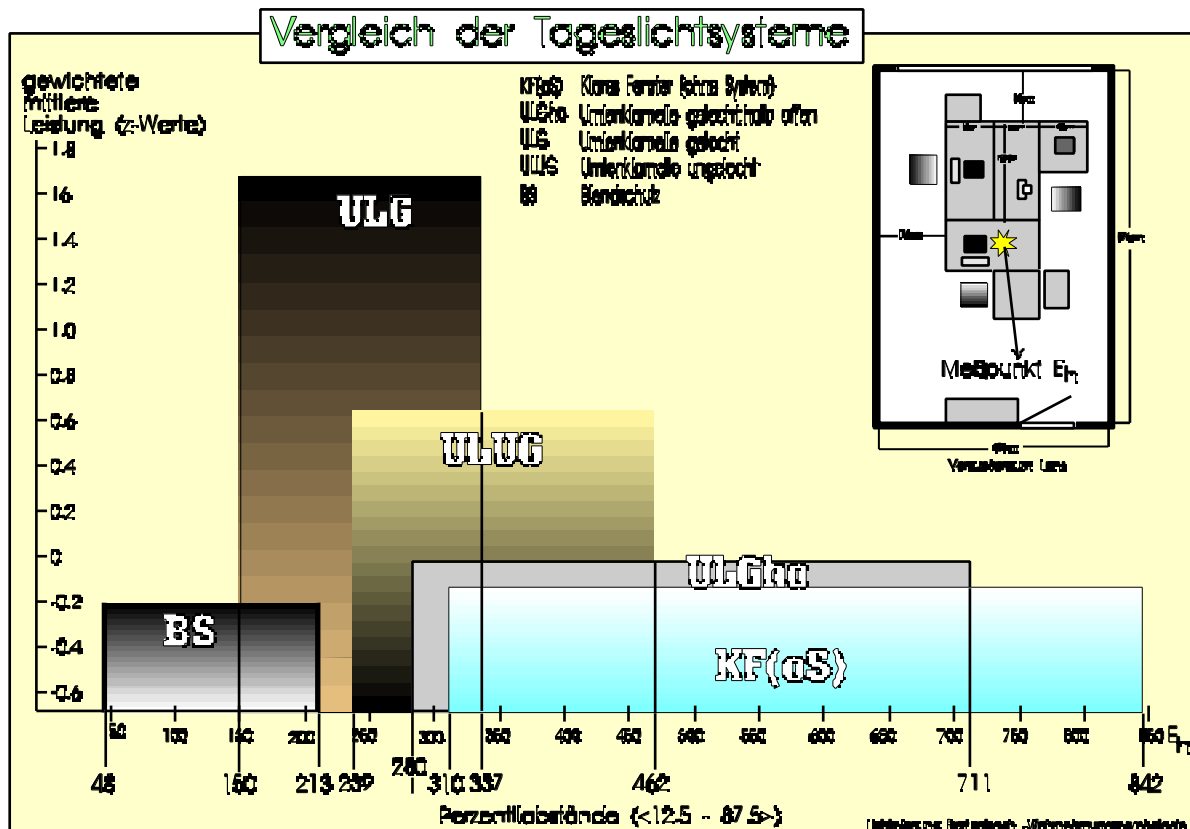 Vergleich der Tageslichtsysteme
gewichtete
mittlere
Leistung (z-Werte)
KF(oS) Klares Fenster (ohne System)
ULGho Umlenklamelle gelocht halb offen
ULG Umlenklamelle gelocht
ULUG Umlenklamelle ungelocht
BS Blendschutz
1.8
1.6
1.4
1.2
1.0
0.8
0.6
0.4
0.2
0
-0.2
-0.4
-0.6
ULG
ULUG
ULGho
BS
KF(oS)
Meßpunkt Eh
50 100 150 200 250 300 350 400 450 500 550 600 650 700 750 800 850 Eh
48 150 213 239 280 310 337 462 711 842
Perzentilabstände (<12.5 - 87.5>)